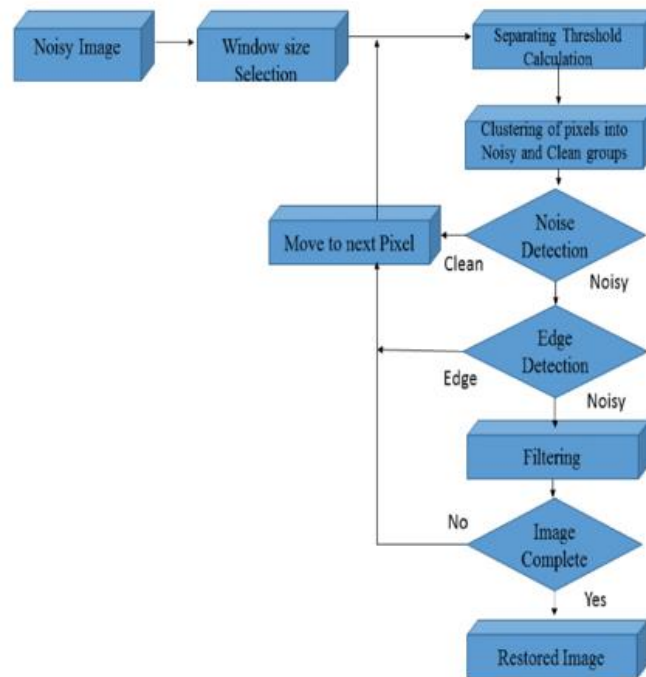 Noisy Image
Window size
Selection
Separating Threshold
Calculation
Clustering of pixels into
Noisy and Clean groups
Noise
Detection
Move to next Pixel
Clean
Noisy
Edge
Detection
Edge
Noisy
Filtering
No
Image
Complete
Yes
Restored Image